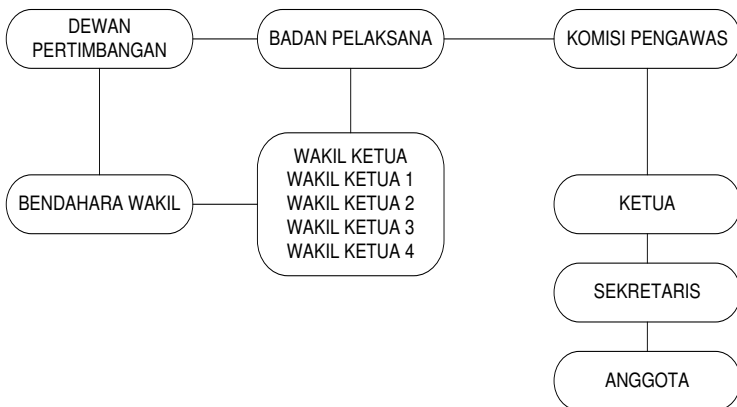 DEWAN
PERTIMBANGAN
BADAN PELAKSANA
KOMISI PENGAWAS
BENDAHARA WAKIL
WAKIL KETUA
WAKIL KETUA 1
WAKIL KETUA 2
WAKIL KETUA 3
WAKIL KETUA 4
KETUA
SEKRETARIS
ANGGOTA